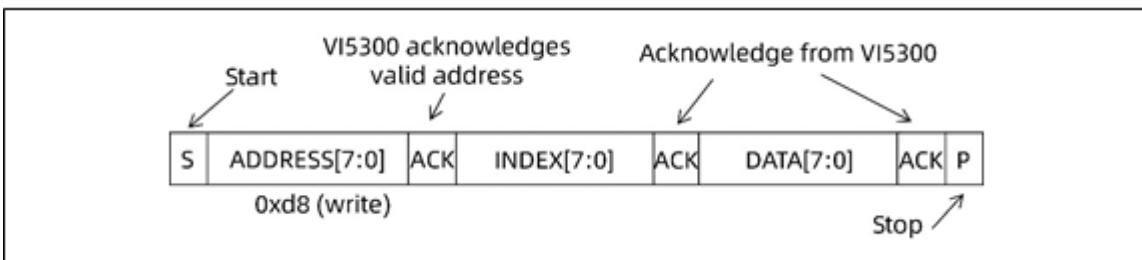 VI5300 acknowledges
valid address
Acknowledge from VI5300
Start
S ADDRESS[7:0] ACK INDEX[7:0] ACK DATA[7:0] ACK P
0xd8 (write)
Stop